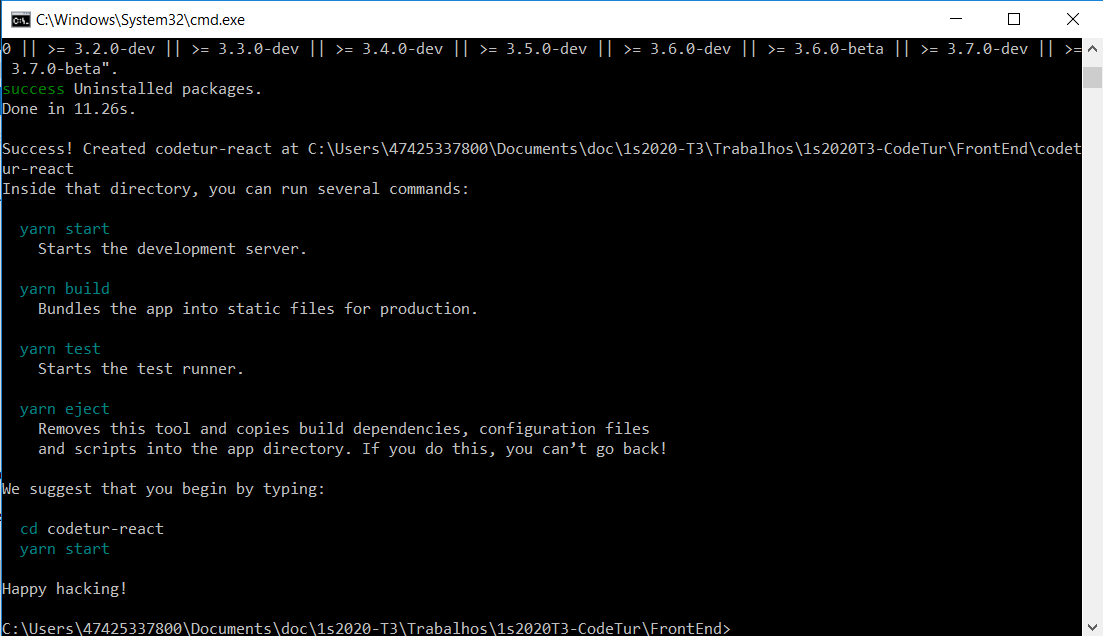 C:\Windows\System32\cmd.exe
0 || >= 3.2.0-dev || >= 3.3.0-dev || >= 3.4.0-dev || >= 3.5.0-dev || >= 3.6.0-dev || >= 3.6.0-beta || >= 3.7.0-dev || >=
3.7.0-beta".
success Uninstalled packages.
Done in 11.26s.
Success! Created codetur-react at C:\Users\47425337800\Documents\doc\1s2020-T3\Trabalhos\1s2020T3-CodeTur\FrontEnd\codet
ur-react
Inside that directory, you can run several commands:
yarn start
Starts the development server.
yarn build
Bundles the app into static files for production.
yarn test
Starts the test runner.
yarn eject
Removes this tool and copies build dependencies, configuration files
and scripts into the app directory. If you do this, you can’t go back!
We suggest that you begin by typing:
cd codetur-react
yarn start
Happy hacking!
C:\Users\47425337800\Documents\doc\1s2020-T3\Trabalhos\1s2020T3-CodeTur\FrontEnd>